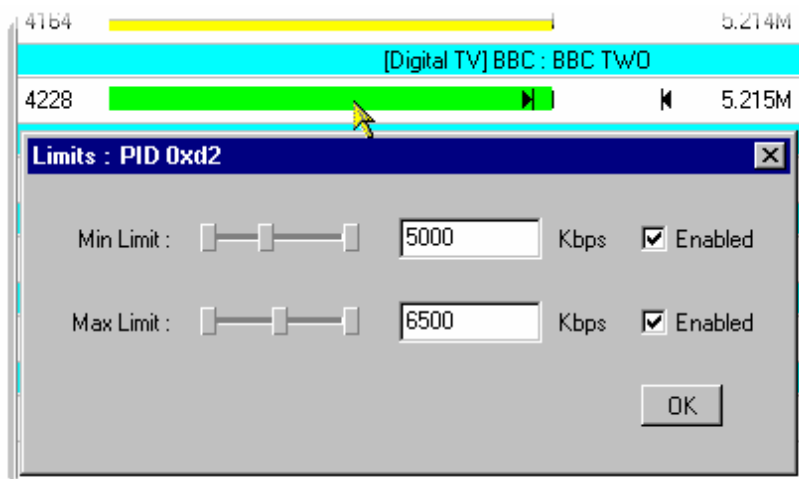 4164 5.214M
[Digital TV] BBC : BBC TWO
4228 5.215M
Limits : PID 0xd2
Min Limit : 5000 Kbps Enabled
Max Limit : 6500 Kbps Enabled
OK